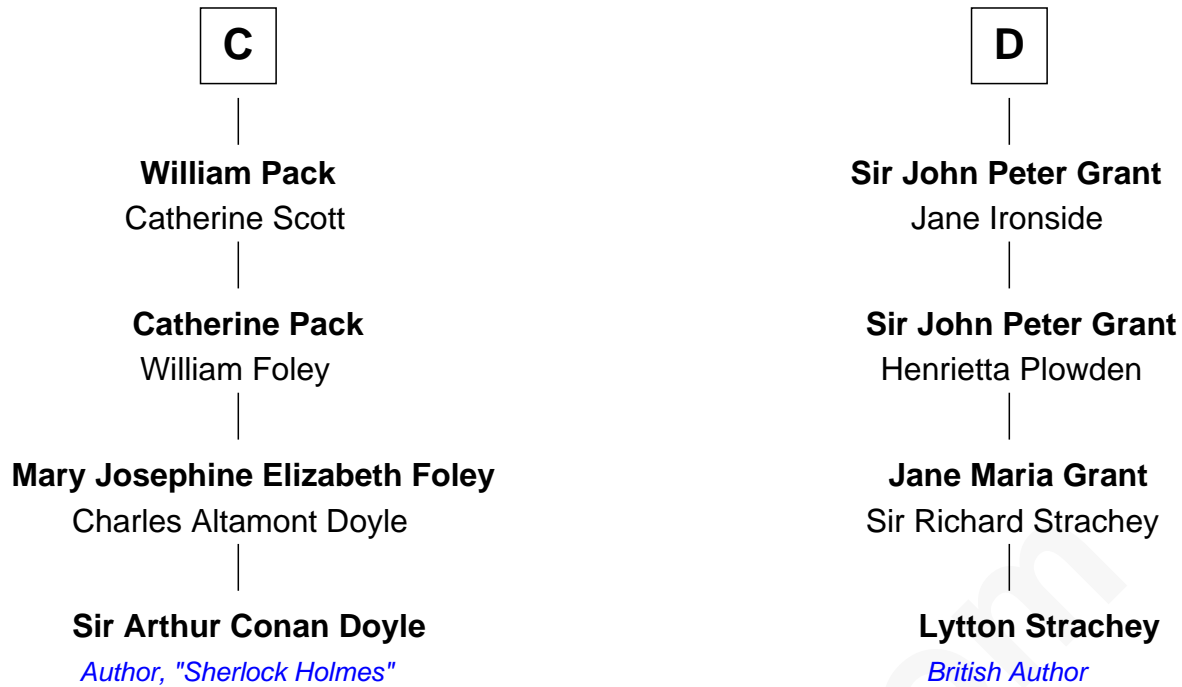 C
William Pack
Catherine Scott
Catherine Pack
William Foley
Mary Josephine Elizabeth Foley
Charles Altamont Doyle
Sir Arthur Conan Doyle
Author, "Sherlock Holmes"
D
Sir John Peter Grant
Jane Ironside
Sir John Peter Grant
Henrietta Plowden
Jane Maria Grant
Sir Richard Strachey
Lytton Strachey
British Author